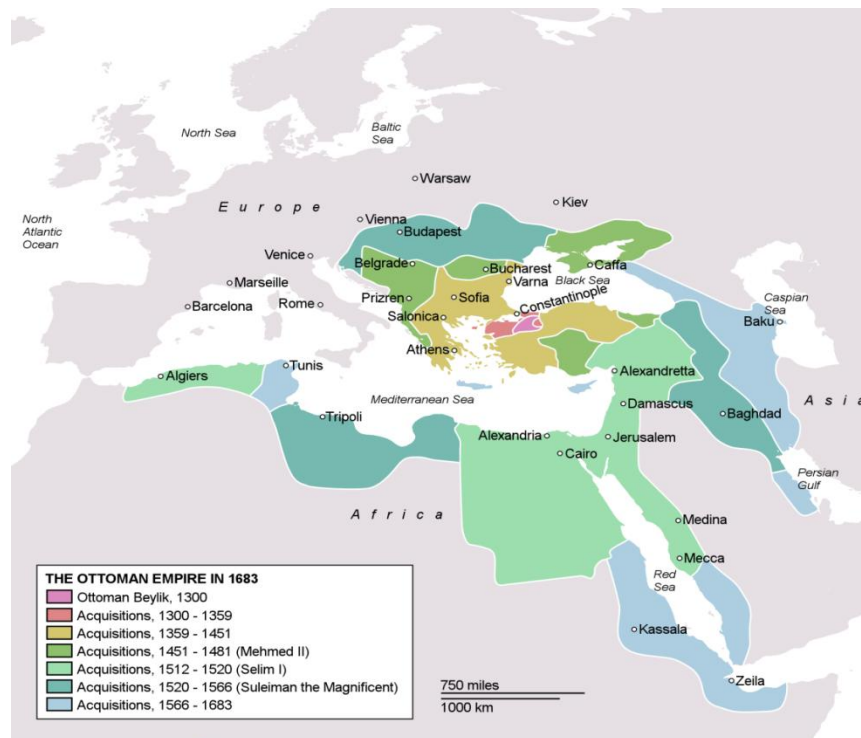 North Sea
Baltic
Sea
Warsaw
Kiev
Europe
North
Atlantic
Ocean
Vienna
Budapest
Venice
Belgrade
Bucharest
Caffa
Marseille
Varna
Black Sea
Caspian
Sea
Barcelona
Rome
Prizren
Sofia
Constantinople
Salonica
Baku
Athens
Tunis
Algiers
Alexandretta
Mediterranean Sea
Asia
Tripoli
Damascus
Baghdad
Alexandria
Jerusalem
Cairo
Persian
Gulf
Africa
Medina
Mecca
Red
Sea
Kassala
Zeila
THE OTTOMAN EMPIRE IN 1683
Ottoman Beylik, 1300
Acquisitions, 1300 - 1359
Acquisitions, 1359 - 1451
Acquisitions, 1451 - 1481 (Mehmed II)
Acquisitions, 1512 - 1520 (Selim I)
Acquisitions, 1520 - 1566 (Suleiman the Magnificent)
Acquisitions, 1566 - 1683
750 miles
1000 km